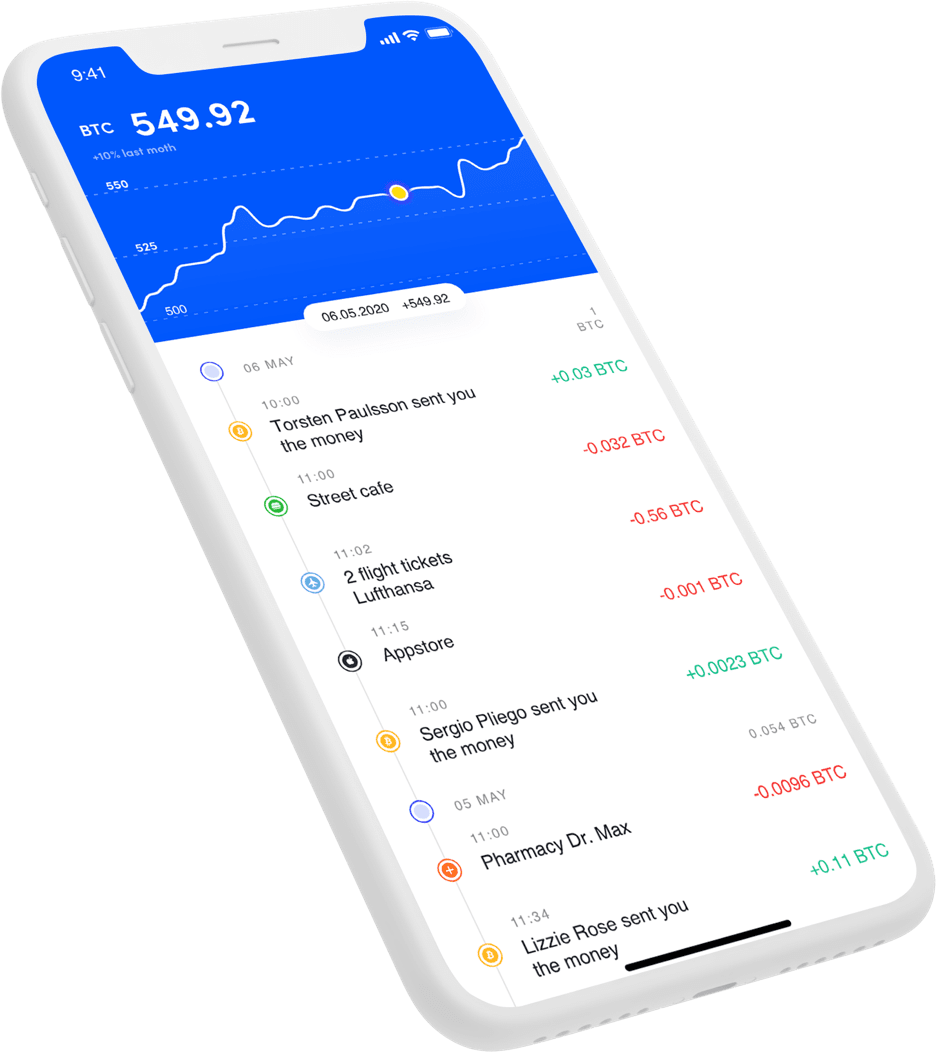 9:41
BTC 549.92
+10% last moth
550
525
500
06.05.2020 +549.92
06 MAY
1
BTC
10:00
Torsten Paulsson sent you
the money
+0.03 BTC
11:00
Street cafe
-0.032 BTC
11:02
2 flight tickets
Lufthansa
-0.56 BTC
11:15
Appstore
-0.001 BTC
11:00
Sergio Pliego sent you
the money
+0.0023 BTC
05 MAY
0.054 BTC
11:00
Pharmacy Dr. Max
-0.0096 BTC
11:34
Lizzie Rose sent you
the money
+0.11 BTC